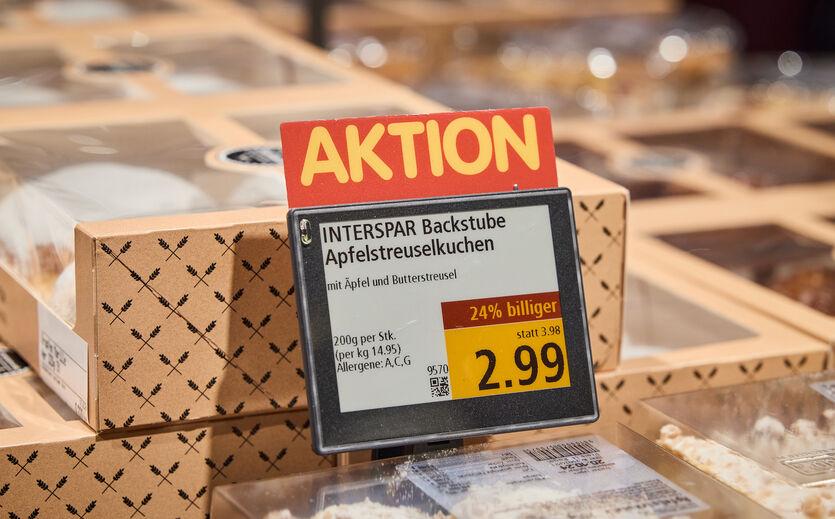 AKTION
INTERSPAR Backstube
Apfelstreuselkuchen
mit Äpfel und Butterstreusel
24% billiger
statt 3.98
2.99
200g per Stk.
(per kg 14.95)
Allergene: A,C,G
9570